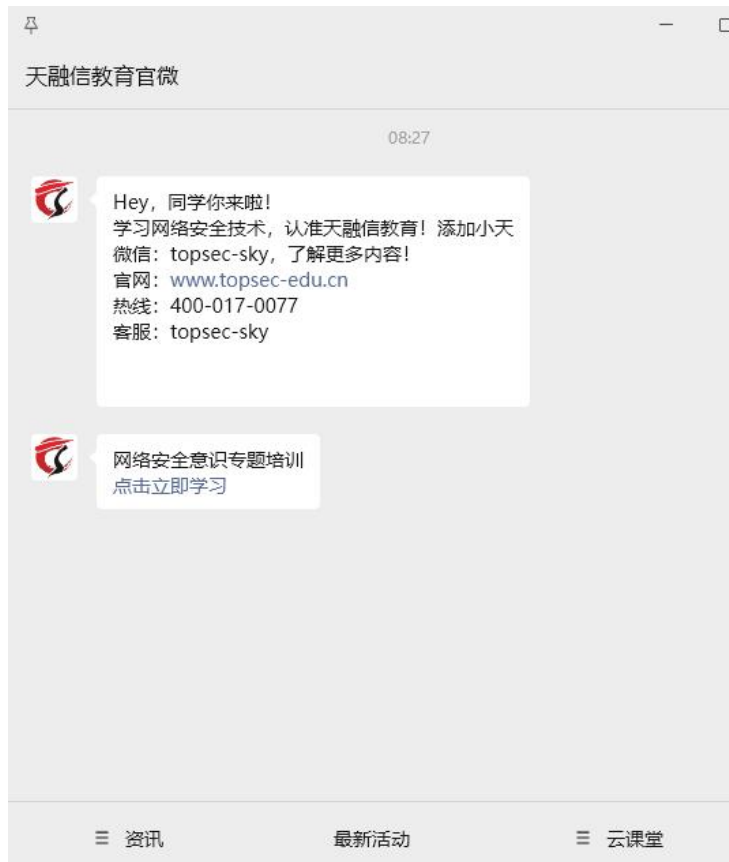 天融信教育官微
08:27
Hey，同学你来啦！
学习网络安全技术，认准天融信教育！添加小天
微信：topsec-sky，了解更多内容！
官网：www.topsec-edu.cn
热线：400-017-0077
客服：topsec-sky
网络安全意识专题培训
点击立即学习
资讯
最新活动
云课堂